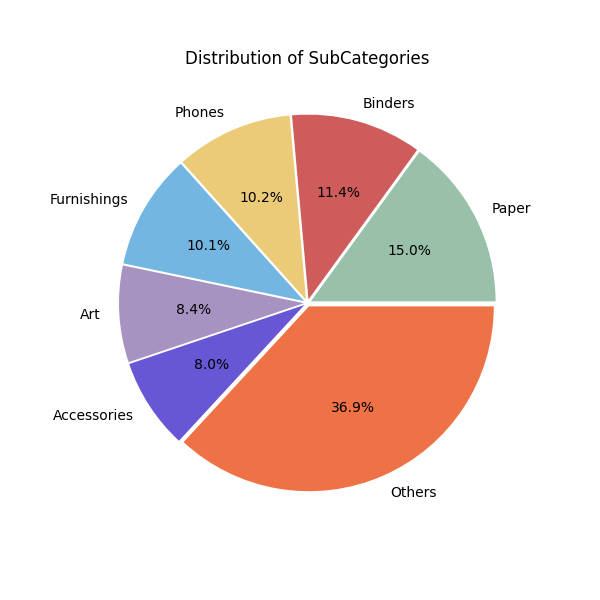 Distribution of SubCategories
Paper
15.0%
Binders
11.4%
Phones
10.2%
Furnishings
10.1%
Art
8.4%
Accessories
8.0%
Others
36.9%